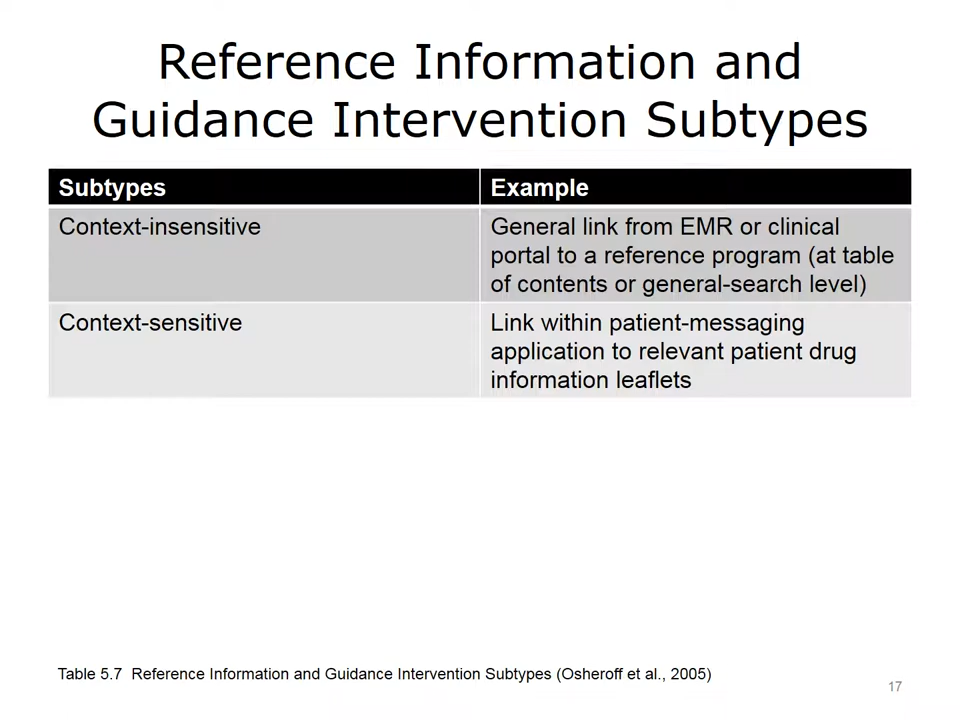 Reference Information and
Guidance Intervention Subtypes
Subtypes
Example
Context-insensitive
General link from EMR or clinical
portal to a reference program (at table
of contents or general-search level)
Context-sensitive
Link within patient-messaging
application to relevant patient drug
information leaflets
Table 5.7 Reference Information and Guidance Intervention Subtypes (Osheroff et al., 2005)
17